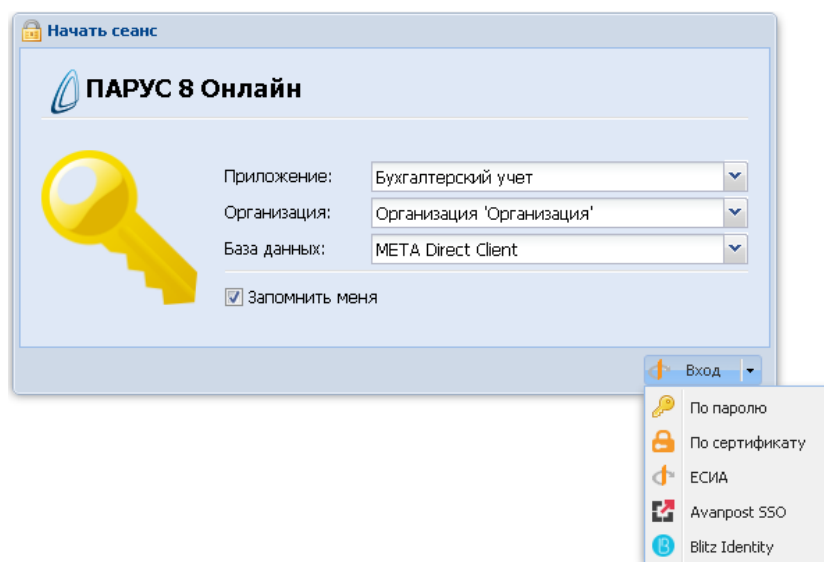 Начать сеанс
ПАРУС 8 Онлайн
Приложение: Бухгалтерский учет
Организация: Организация 'Организация'
База данных: META Direct Client
Запомнить меня
Вход
По паролю
По сертификату
ЕСИА
Avanpost SSO
Blitz Identity